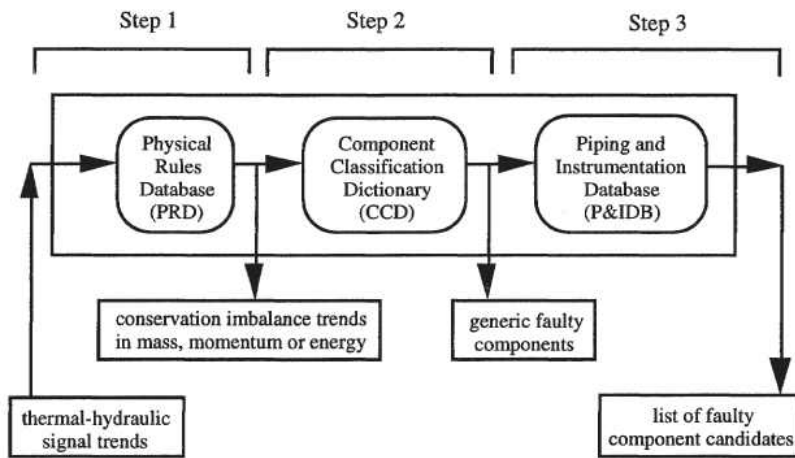 Step 1
Step 2
Step 3
Physical
Rules
Database
(PRD)
Component
Classification
Dictionary
(CCD)
Piping and
Instrumentation
Database
(P&IDB)
conservation imbalance trends
in mass, momentum or energy
generic faulty
components
thermal-hydraulic
signal trends
list of faulty
component candidates